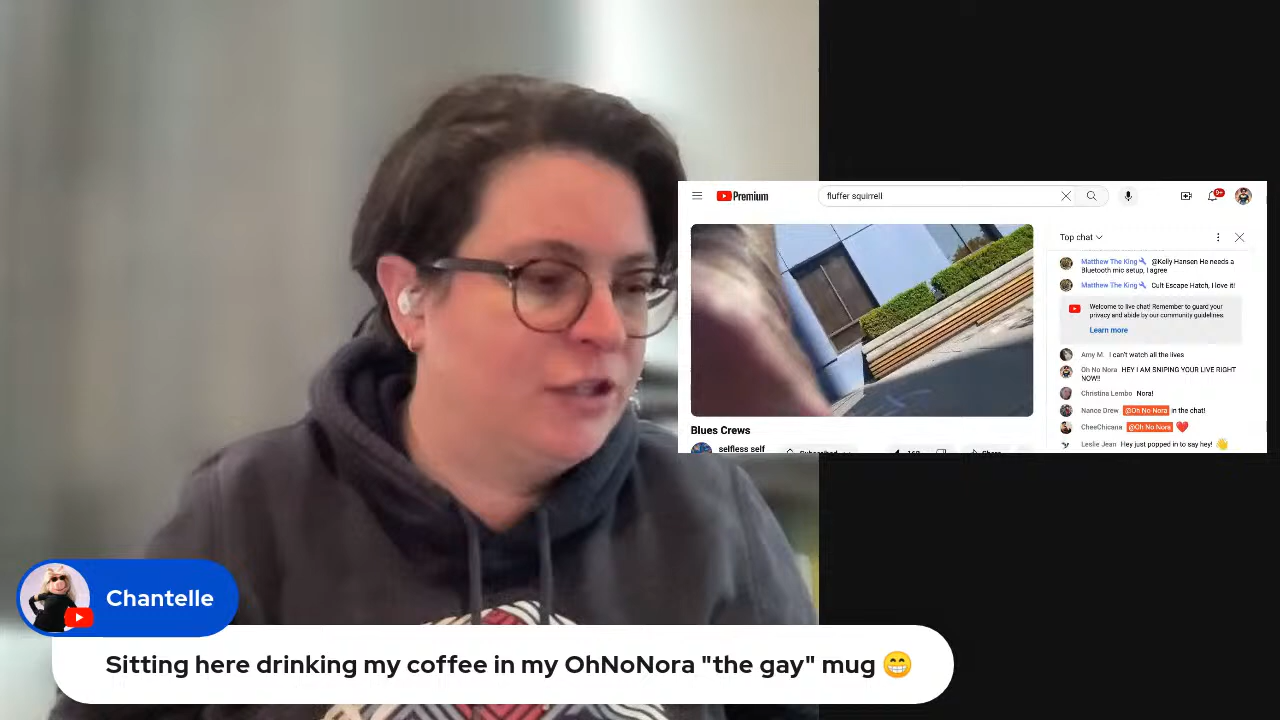 Premium
fluffer squirrell
9+
Top chat
Matthew The King @Kelly Hansen He needs a
Bluetooth mic setup, I agree
Matthew The King Cult Escape Hatch, I love it!
Welcome to live chat! Remember to guard your
privacy and abide by our community guidelines.
Learn more
Amy M. I can't watch all the lives
Oh No Nora HEY I AM SNIPING YOUR LIVE RIGHT
NOW!!
Christina Lembo Nora!
Nance Drew @Oh No Nora in the chat!
CheeChicana @Oh No Nora ❤️
Leslie Jean Hey just popped in to say hey! 👋
Blues Crews
selfless self
Subscribed
Share
Chantelle
Sitting here drinking my coffee in my OhNoNora "the gay" mug 😁